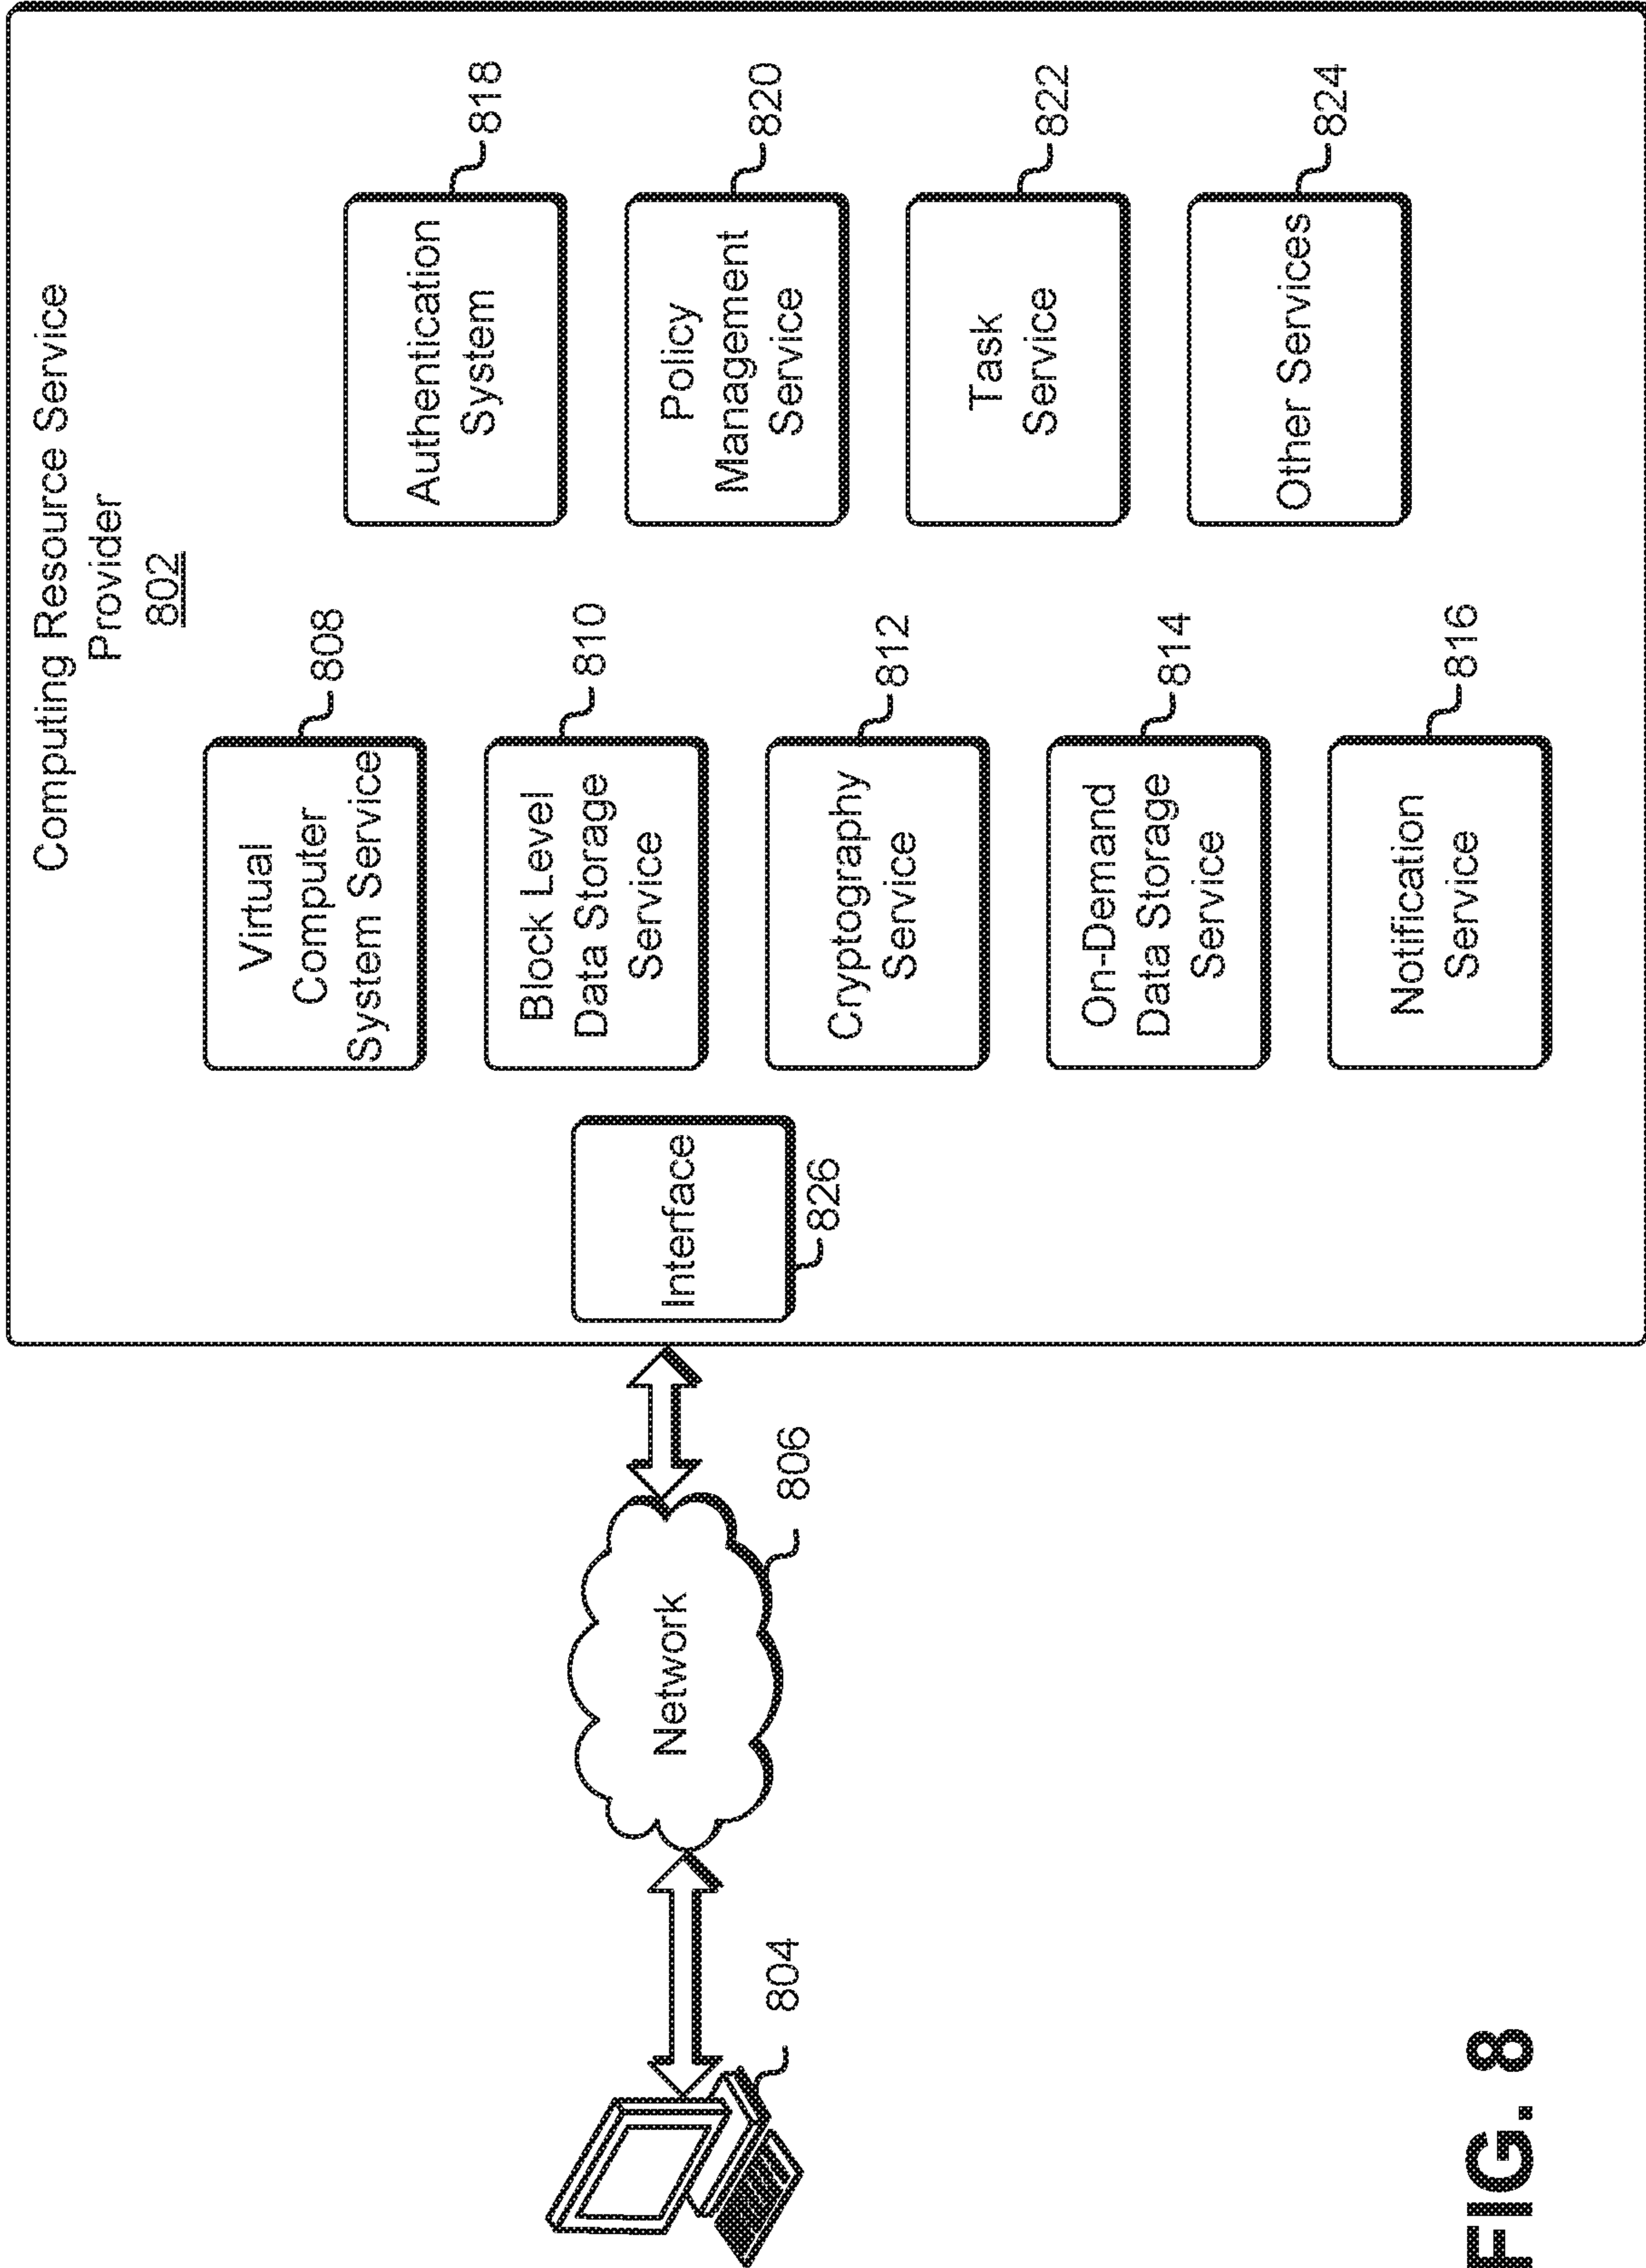 Computing Resource Service
Provider
802
Virtual
Computer
System Service
808
Block Level
Data Storage
Service
810
Cryptography
Service
812
On-Demand
Data Storage
Service
814
Notification
Service
816
Authentication
System
818
Policy
Management
Service
820
Task
Service
822
Other Services
824
Interface
826
Network
806
804
FIG. 8